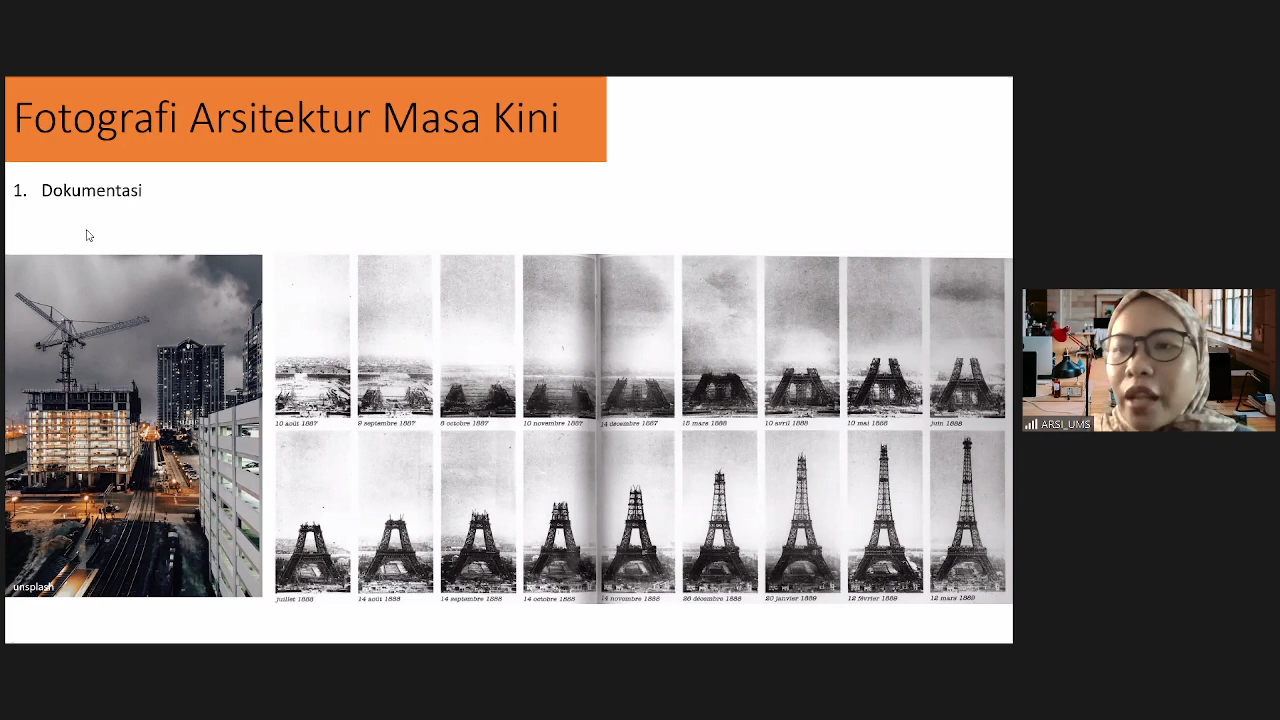 Fotografi Arsitektur Masa Kini
1. Dokumentasi
unsplash
10 août 1887
9 septembre 1887
8 octobre 1887
10 novembre 1887
14 décembre 1887
15 mars 1888
10 avril 1888
10 mai 1888
juin 1888
juillet 1888
14 août 1888
14 septembre 1888
14 octobre 1888
14 novembre 1888
26 décembre 1888
20 janvier 1889
12 février 1889
12 mars 1889
ARSI_UMS